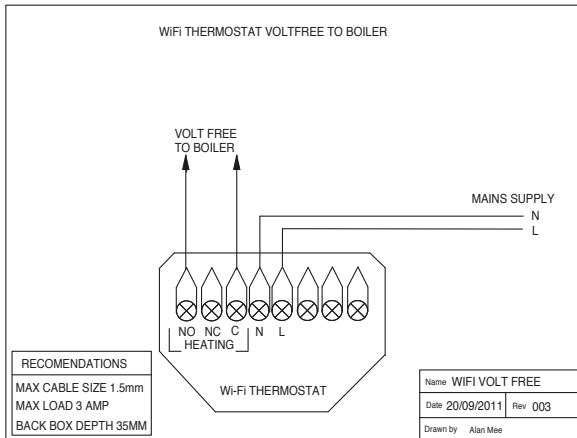 WiFi THERMOSTAT VOLTFREE TO BOILER
VOLT FREE
TO BOILER
MAINS SUPPLY
N
L
NO NC C N L
HEATING
Wi-Fi THERMOSTAT
RECOMENDATIONS
MAX CABLE SIZE 1.5mm
MAX LOAD 3 AMP
BACK BOX DEPTH 35MM
Name WIFI VOLT FREE
Date 20/09/2011 Rev 003
Drawn by Alan Mee